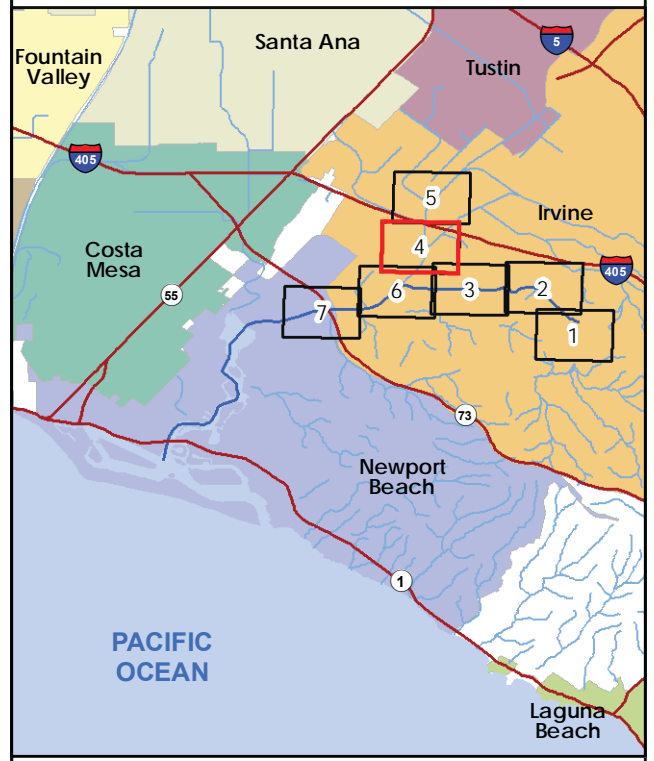 Santa Ana
5
Fountain
Valley
Tustin
405
5
Irvine
4
Costa
Mesa
405
55
6
3
2
7
1
73
Newport
Beach
1
PACIFIC
OCEAN
Laguna
Beach